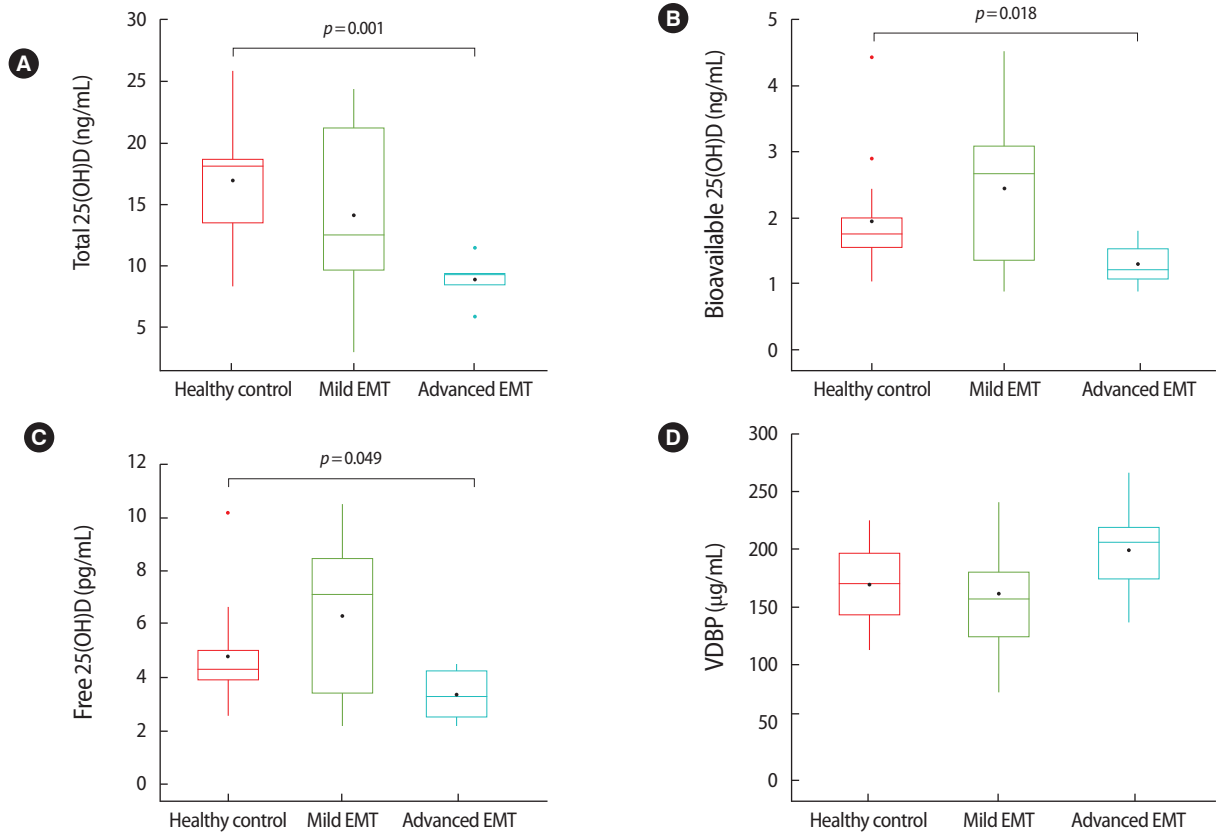 A
Total 25(OH)D (ng/mL)
30
25
20
15
10
5
p=0.001
Healthy control
Mild EMT
Advanced EMT
B
Bioavailable 25(OH)D (ng/mL)
5
4
3
2
1
0
p=0.018
Healthy control
Mild EMT
Advanced EMT
C
Free 25(OH)D (pg/mL)
12
10
8
6
4
2
0
p=0.049
Healthy control
Mild EMT
Advanced EMT
D
VDBP (μg/mL)
300
250
200
150
100
50
0
Healthy control
Mild EMT
Advanced EMT